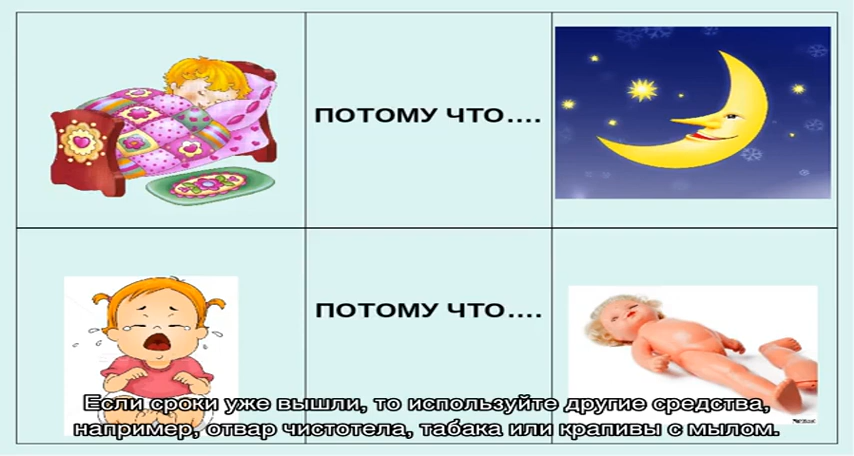 ПОТОМУ ЧТО....
ПОТОМУ ЧТО....
Если сроки уже вышли, то используйте другие средства,
например, отвар чистотела, табака или крапивы с мылом.